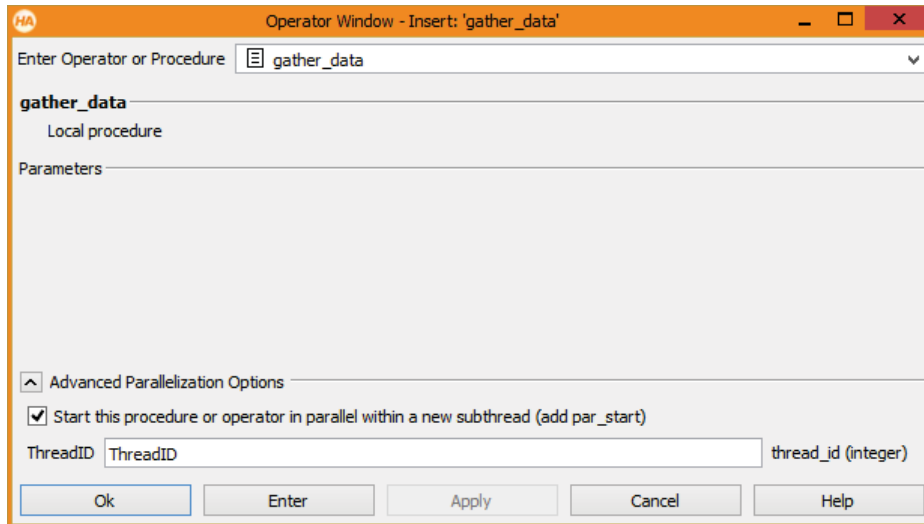 HA Operator Window - Insert: 'gather_data'
Enter Operator or Procedure gather_data
gather_data
Local procedure
Parameters
Advanced Parallelization Options
Start this procedure or operator in parallel within a new subthread (add par_start)
ThreadID ThreadID thread_id (integer)
Ok Enter Apply Cancel Help